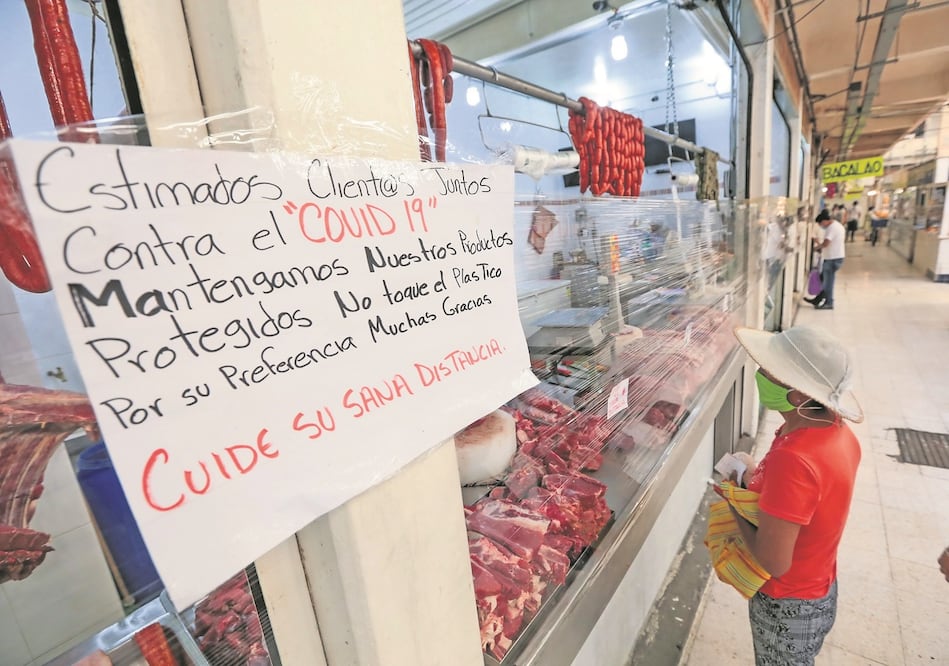 Estimados Client@s Juntos
Contra el "COVID 19"
Mantengamos Nuestros Productos
Protegidos No toque el Plastico
Por su Preferencia Muchas Gracias
CUIDE SU SANA DISTANCIA.
BACALAO